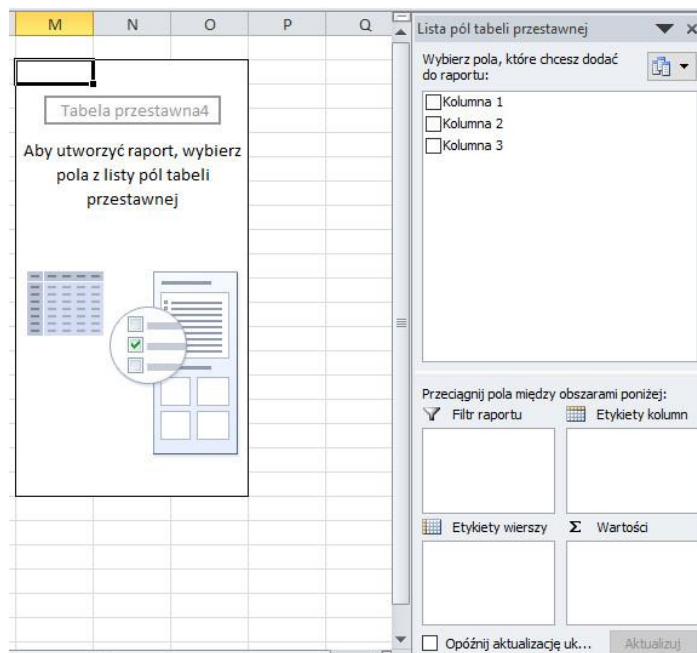 M N O P Q
Lista pól tabeli przestawnej
Wybierz pola, które chcesz dodać
do raportu:
Kolumna 1
Kolumna 2
Kolumna 3
Tabela przestawna4
Aby utworzyć raport, wybierz
pola z listy pól tabeli
przestawnej
Przeciągnij pola między obszarami poniżej:
Filtr raportu
Etykiety kolumn
Etykiety wierszy
Σ Wartości
Opóźnij aktualizację uk...
Aktualizuj